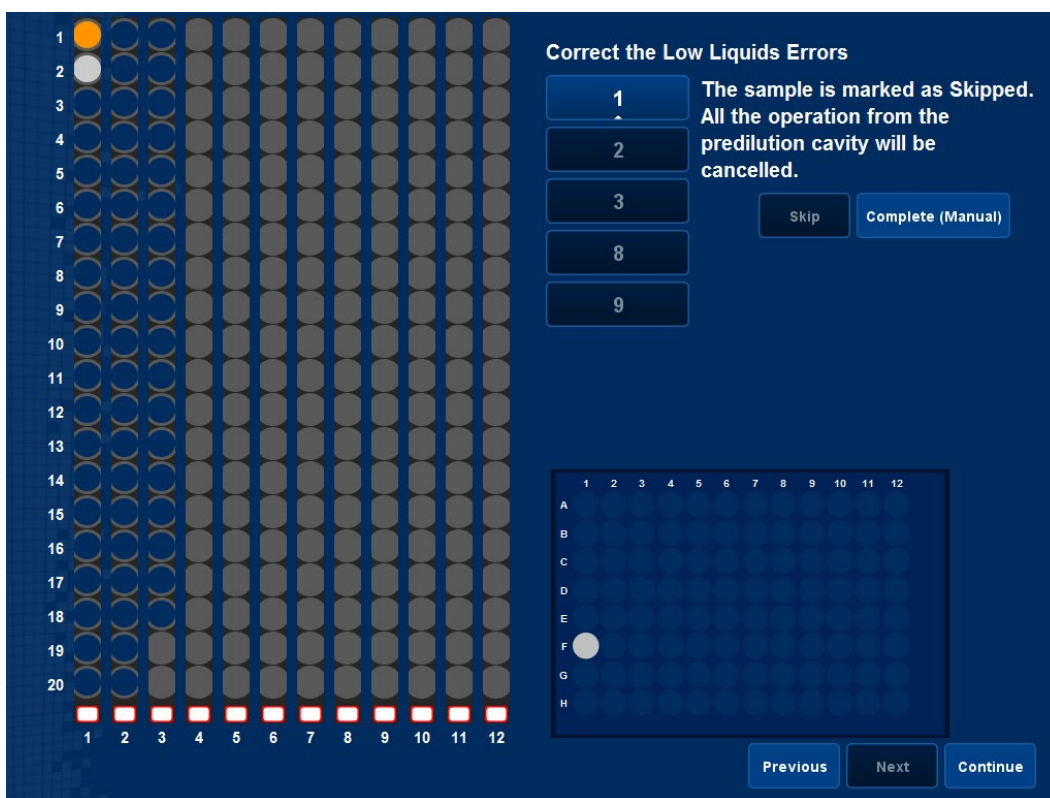 Correct the Low Liquids Errors
1
2
3
4
5
6
7
8
9
10
11
12
13
14
15
16
17
18
19
20
1 2 3 4 5 6 7 8 9 10 11 12
1
2
3
8
9
The sample is marked as Skipped.
All the operation from the
predilution cavity will be
cancelled.
Skip Complete (Manual)
1 2 3 4 5 6 7 8 9 10 11 12
A
B
C
D
E
F
G
H
Previous Next Continue